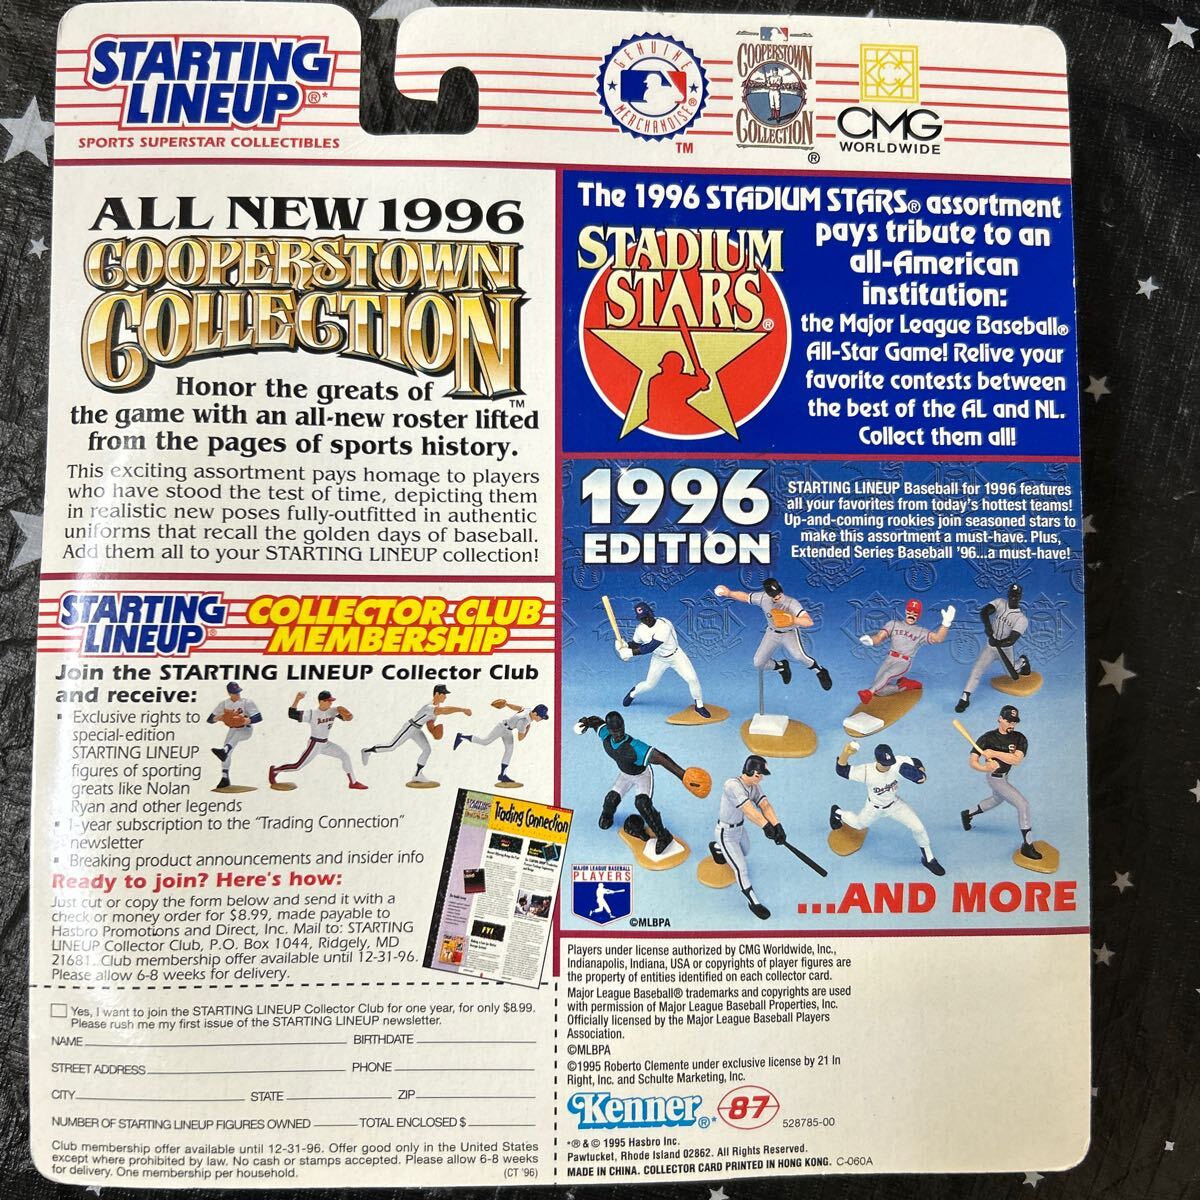 STARTING
LINEUP®*
SPORTS SUPERSTAR COLLECTIBLES
GENUINE
MERCHANDISE
®
TM
COOPERSTOWN
COLLECTION
®
CMG
WORLDWIDE
ALL NEW 1996
COOPERSTOWN
COLLECTION
TM
Honor the greats of
the game with an all-new roster lifted
from the pages of sports history.
This exciting assortment pays homage to players
who have stood the test of time, depicting them
in realistic new poses fully-outfitted in authentic
uniforms that recall the golden days of baseball.
Add them all to your STARTING LINEUP collection!
The 1996 STADIUM STARS® assortment
pays tribute to an
all-American
institution:
the Major League Baseball®
All-Star Game! Relive your
favorite contests between
the best of the AL and NL.
Collect them all!
STADIUM
STARS®
1996
EDITION
STARTING LINEUP Baseball for 1996 features
all your favorites from today's hottest teams!
Up-and-coming rookies join seasoned stars to
make this assortment a must-have. Plus,
Extended Series Baseball '96...a must-have!
TEXAS
Dodgers
MAJOR LEAGUE BASEBALL
PLAYERS
©MLBPA
...AND MORE
STARTING
LINEUP®
COLLECTOR CLUB
MEMBERSHIP
Join the STARTING LINEUP Collector Club
and receive:
▪ Exclusive rights to
special-edition
STARTING LINEUP
figures of sporting
greats like Nolan
Ryan and other legends
▪ 1-year subscription to the "Trading Connection"
newsletter
▪ Breaking product announcements and insider info
Trading Connection
Ready to join? Here's how:
Just cut or copy the form below and send it with a
check or money order for $8.99, made payable to
Hasbro Promotions and Direct, Inc. Mail to: STARTING
LINEUP Collector Club, P.O. Box 1044, Ridgely, MD
21681. Club membership offer available until 12-31-96.
Please allow 6-8 weeks for delivery.
Yes, I want to join the STARTING LINEUP Collector Club for one year, for only $8.99.
Please rush me my first issue of the STARTING LINEUP newsletter.
NAME BIRTHDATE
STREET ADDRESS PHONE
CITY STATE ZIP
NUMBER OF STARTING LINEUP FIGURES OWNED TOTAL ENCLOSED $
Club membership offer available until 12-31-96. Offer good only in the United States
except where prohibited by law. No cash or stamps accepted. Please allow 6-8 weeks
for delivery. One membership per household. (CT '96)
Players under license authorized by CMG Worldwide, Inc.,
Indianapolis, Indiana, USA or copyrights of player figures are
the property of entities identified on each collector card.
Major League Baseball® trademarks and copyrights are used
with permission of Major League Baseball Properties, Inc.
Officially licensed by the Major League Baseball Players
Association.
©MLBPA
©1995 Roberto Clemente under exclusive license by 21 In
Right, Inc. and Schulte Marketing, Inc.
Kenner®* 87 528785-00
*® & © 1995 Hasbro Inc.
Pawtucket, Rhode Island 02862. All Rights Reserved.
MADE IN CHINA. COLLECTOR CARD PRINTED IN HONG KONG. C-060A